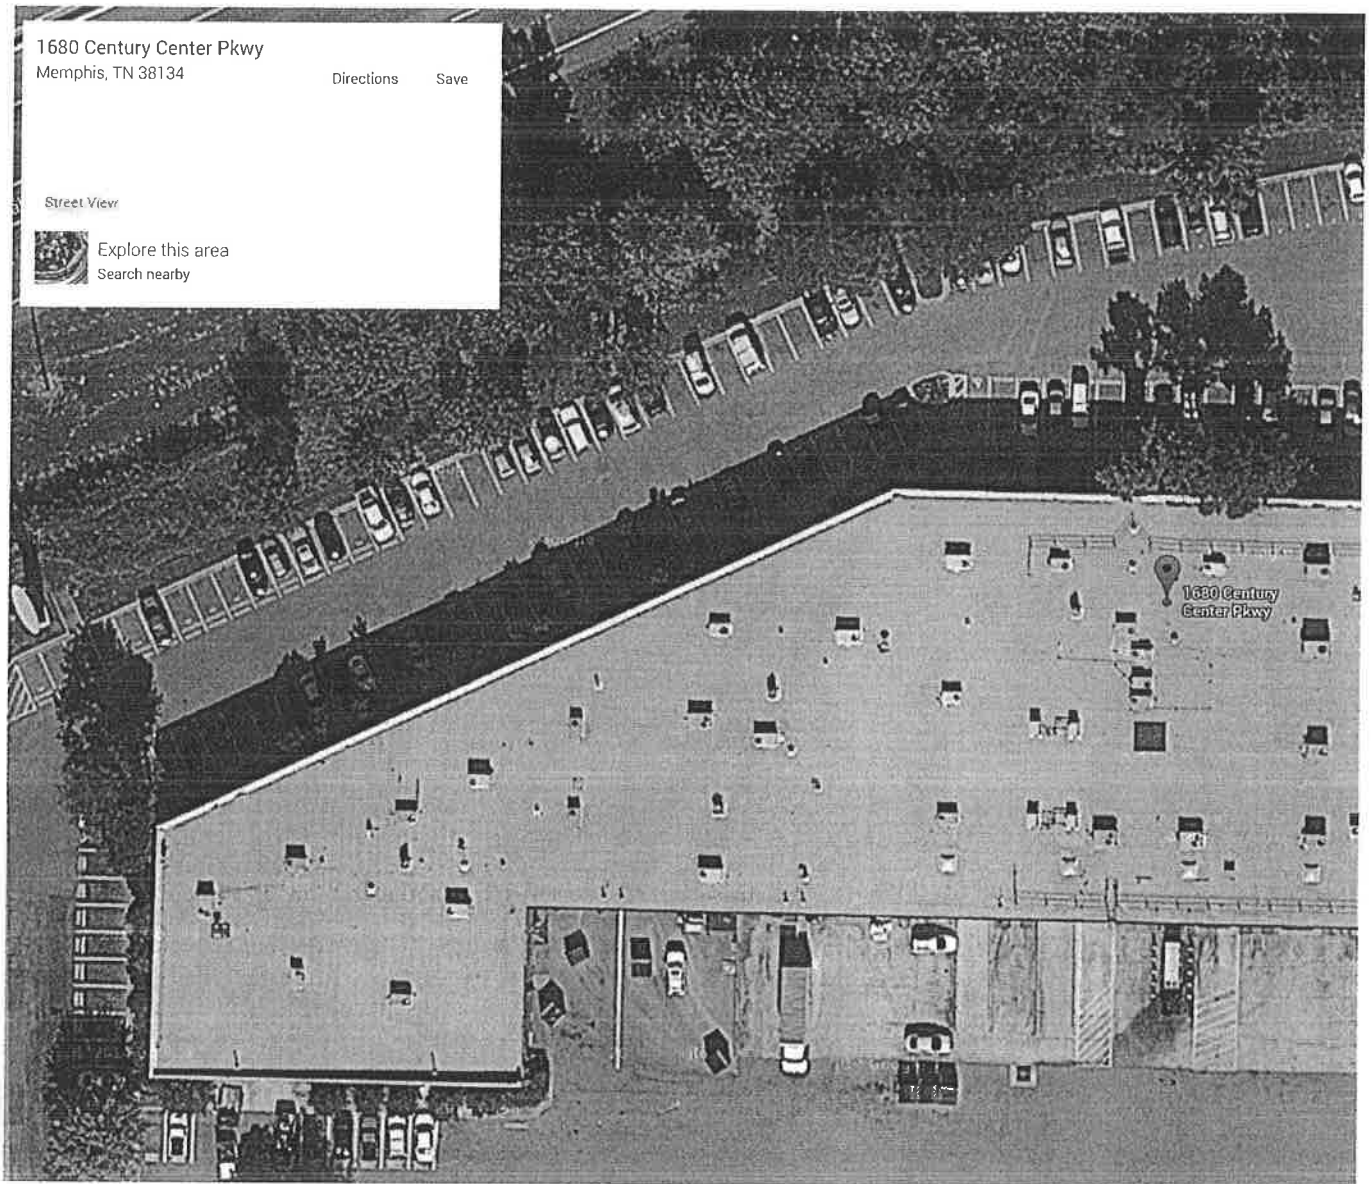 1680 Century Center Pkwy
Memphis, TN 38134
Directions
Save
Street View
Explore this area
Search nearby
1680 Century
Center Pkwy